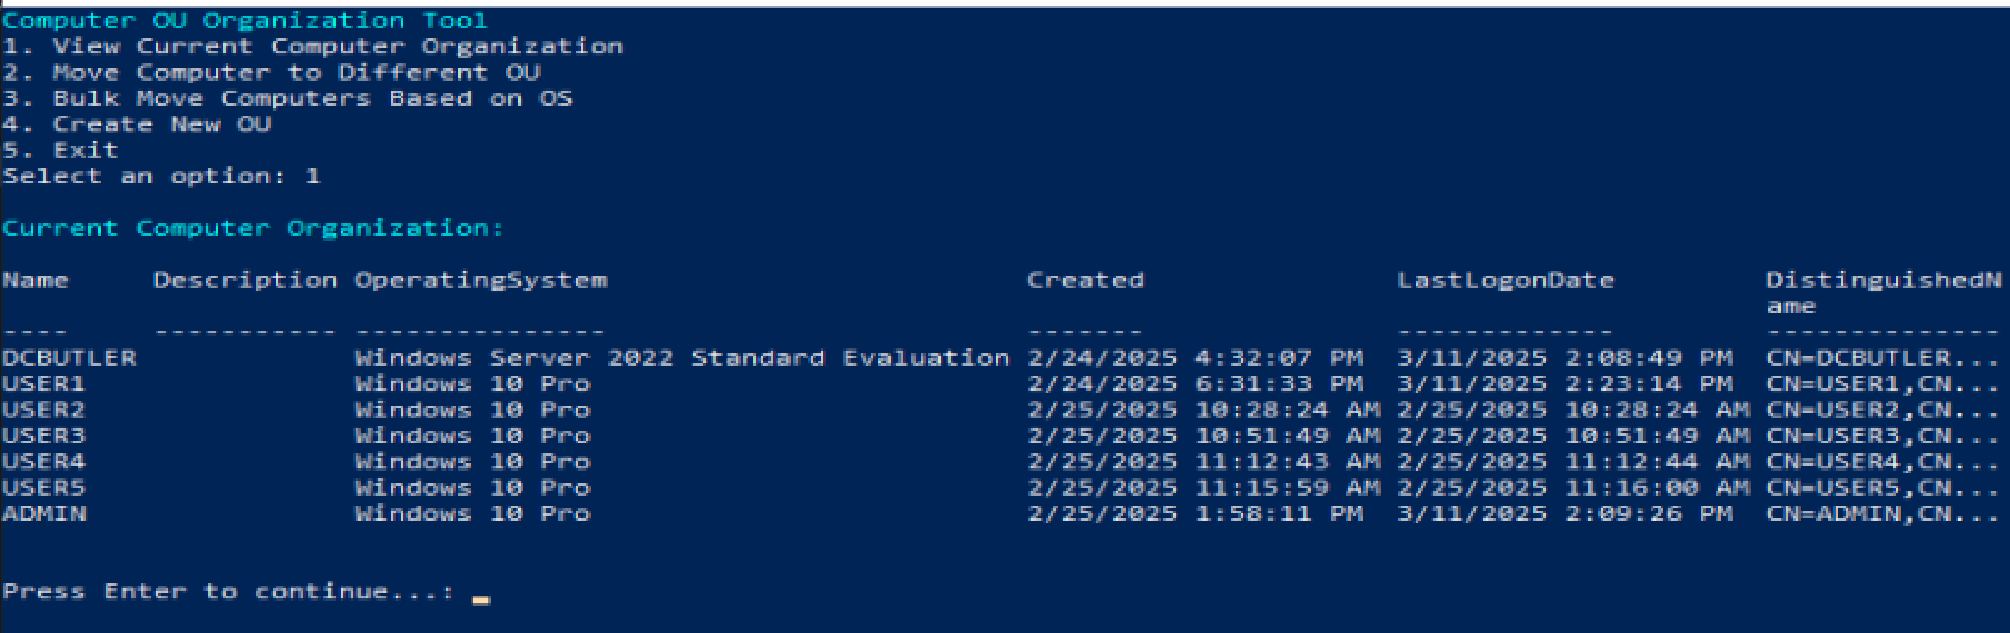 Computer OU Organization Tool
1. View Current Computer Organization
2. Move Computer to Different OU
3. Bulk Move Computers Based on OS
4. Create New OU
5. Exit
Select an option: 1
Current Computer Organization:
Name Description OperatingSystem Created LastLogonDate DistinguishedN
ame
---- ----------- --------------- ------- ------------- --------------
DCBUTLER Windows Server 2022 Standard Evaluation 2/24/2025 4:32:07 PM 3/11/2025 2:08:49 PM CN=DCBUTLER...
USER1 Windows 10 Pro 2/24/2025 6:31:33 PM 3/11/2025 2:23:14 PM CN=USER1,CN...
USER2 Windows 10 Pro 2/25/2025 10:28:24 AM 2/25/2025 10:28:24 AM CN=USER2,CN...
USER3 Windows 10 Pro 2/25/2025 10:51:49 AM 2/25/2025 10:51:49 AM CN=USER3,CN...
USER4 Windows 10 Pro 2/25/2025 11:12:43 AM 2/25/2025 11:12:44 AM CN=USER4,CN...
USER5 Windows 10 Pro 2/25/2025 11:15:59 AM 2/25/2025 11:16:00 AM CN=USER5,CN...
ADMIN Windows 10 Pro 2/25/2025 1:58:11 PM 3/11/2025 2:09:26 PM CN=ADMIN,CN...
Press Enter to continue...: _